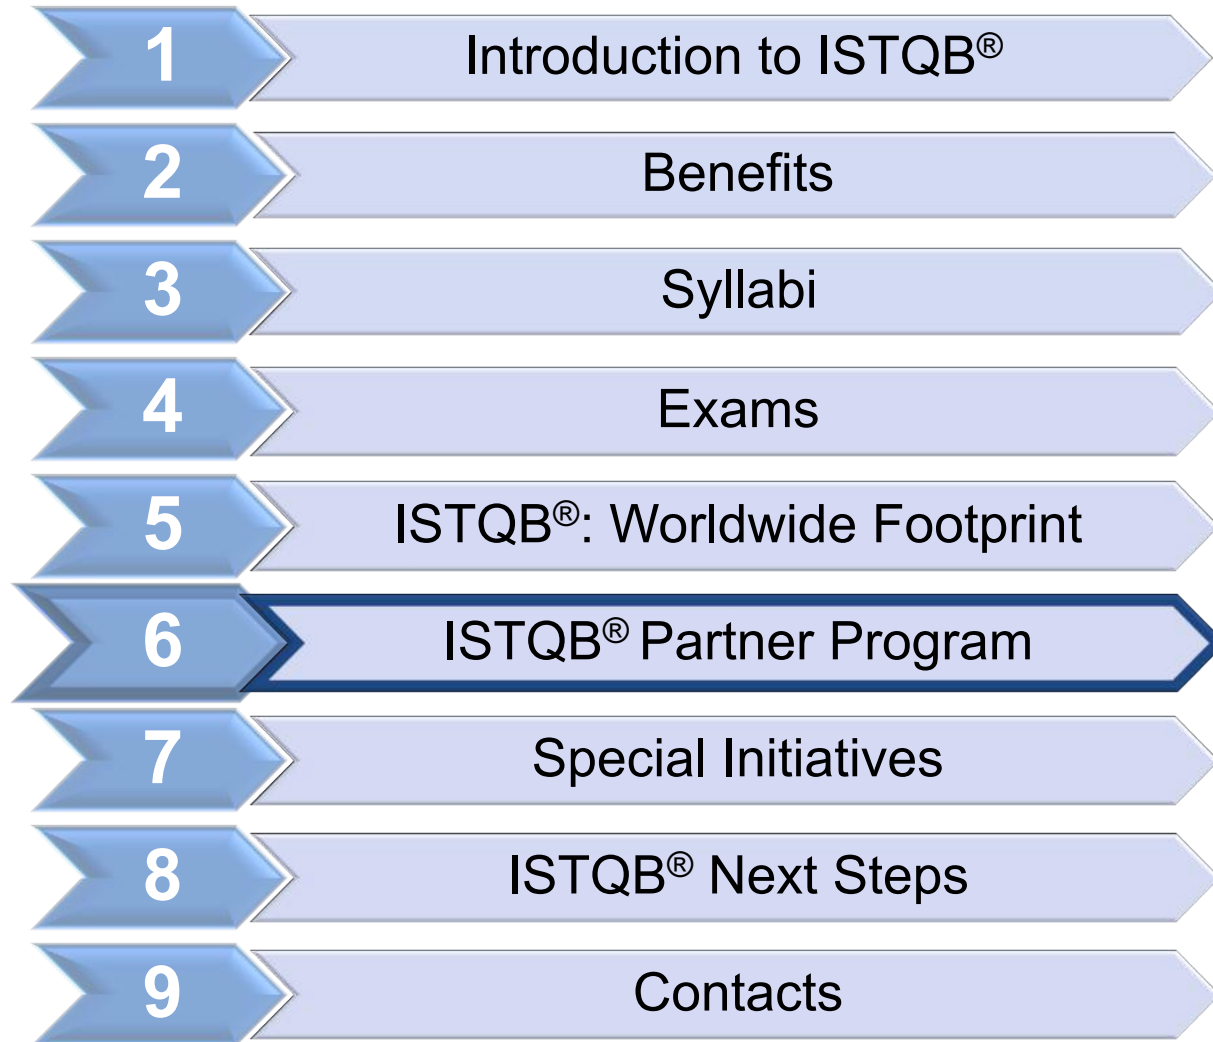 1 Introduction to ISTQB®
2 Benefits
3 Syllabi
4 Exams
5 ISTQB®: Worldwide Footprint
6 ISTQB® Partner Program
7 Special Initiatives
8 ISTQB® Next Steps
9 Contacts